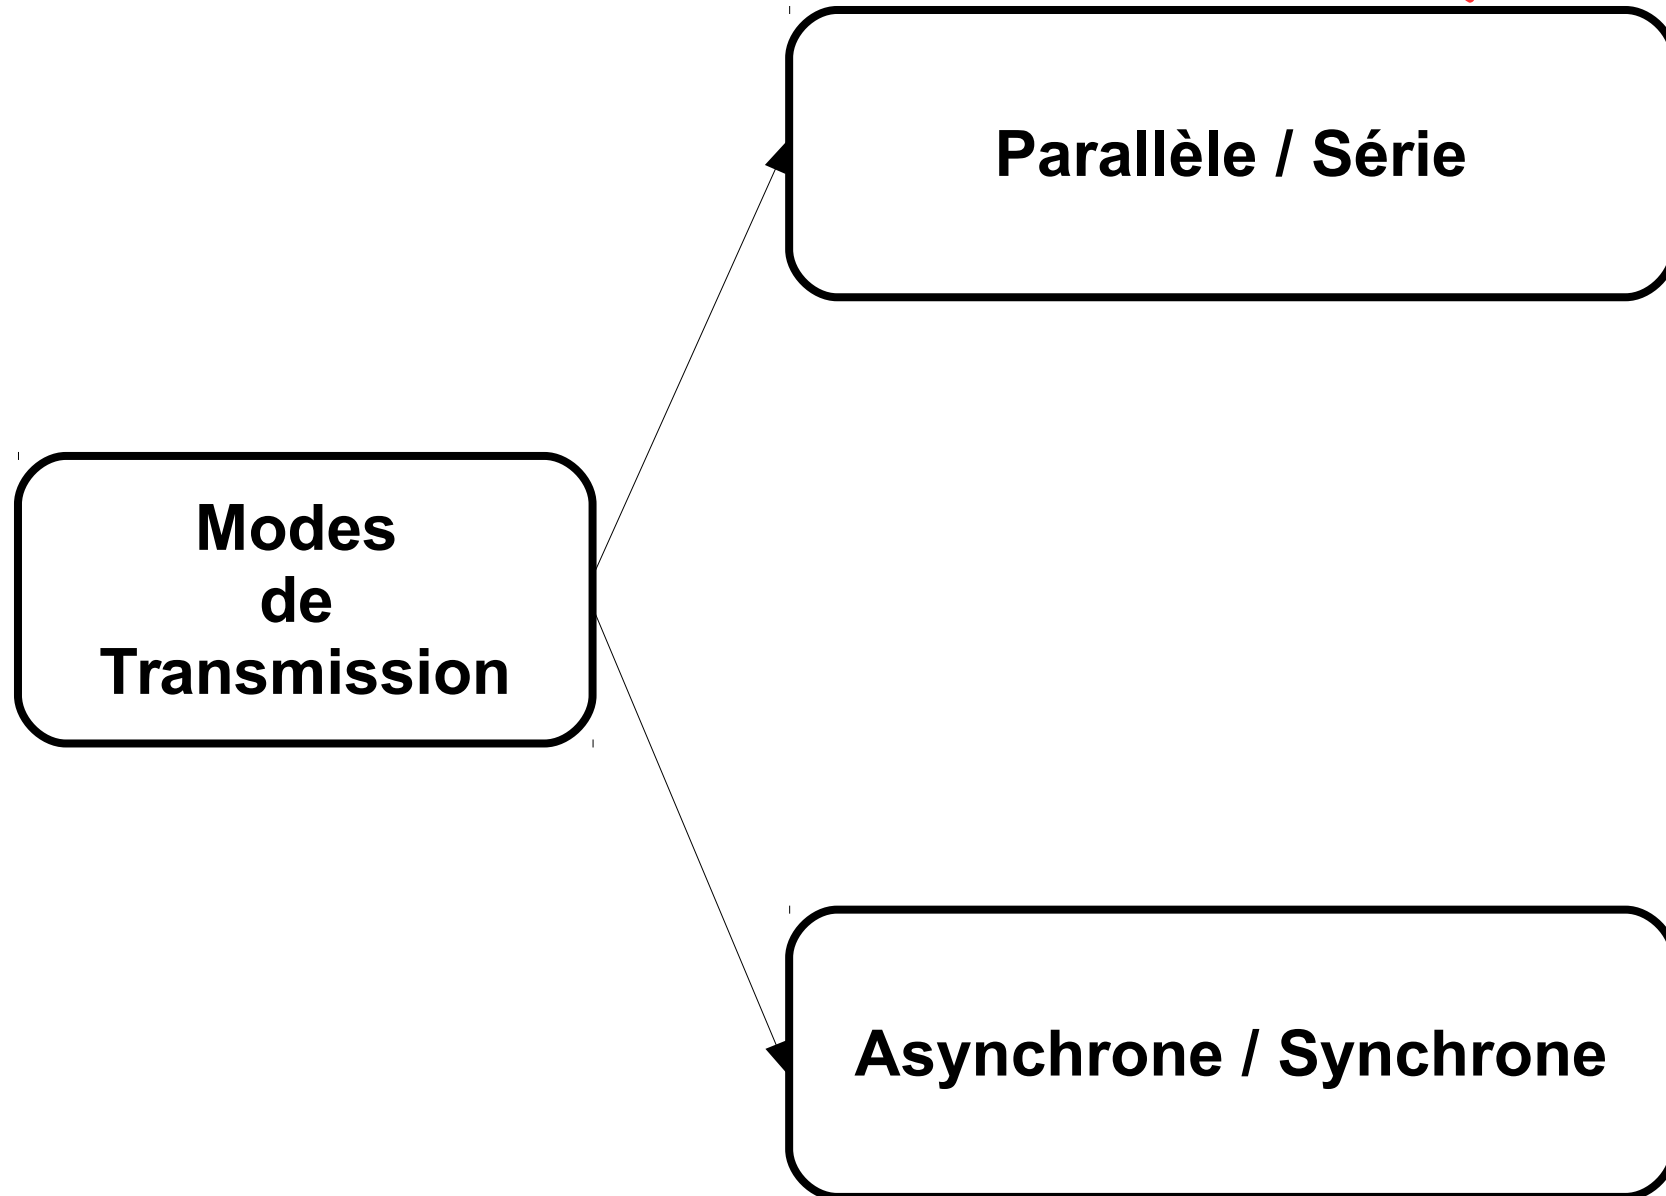 Parallèle / Série
Modes
de
Transmission
Asynchrone / Synchrone